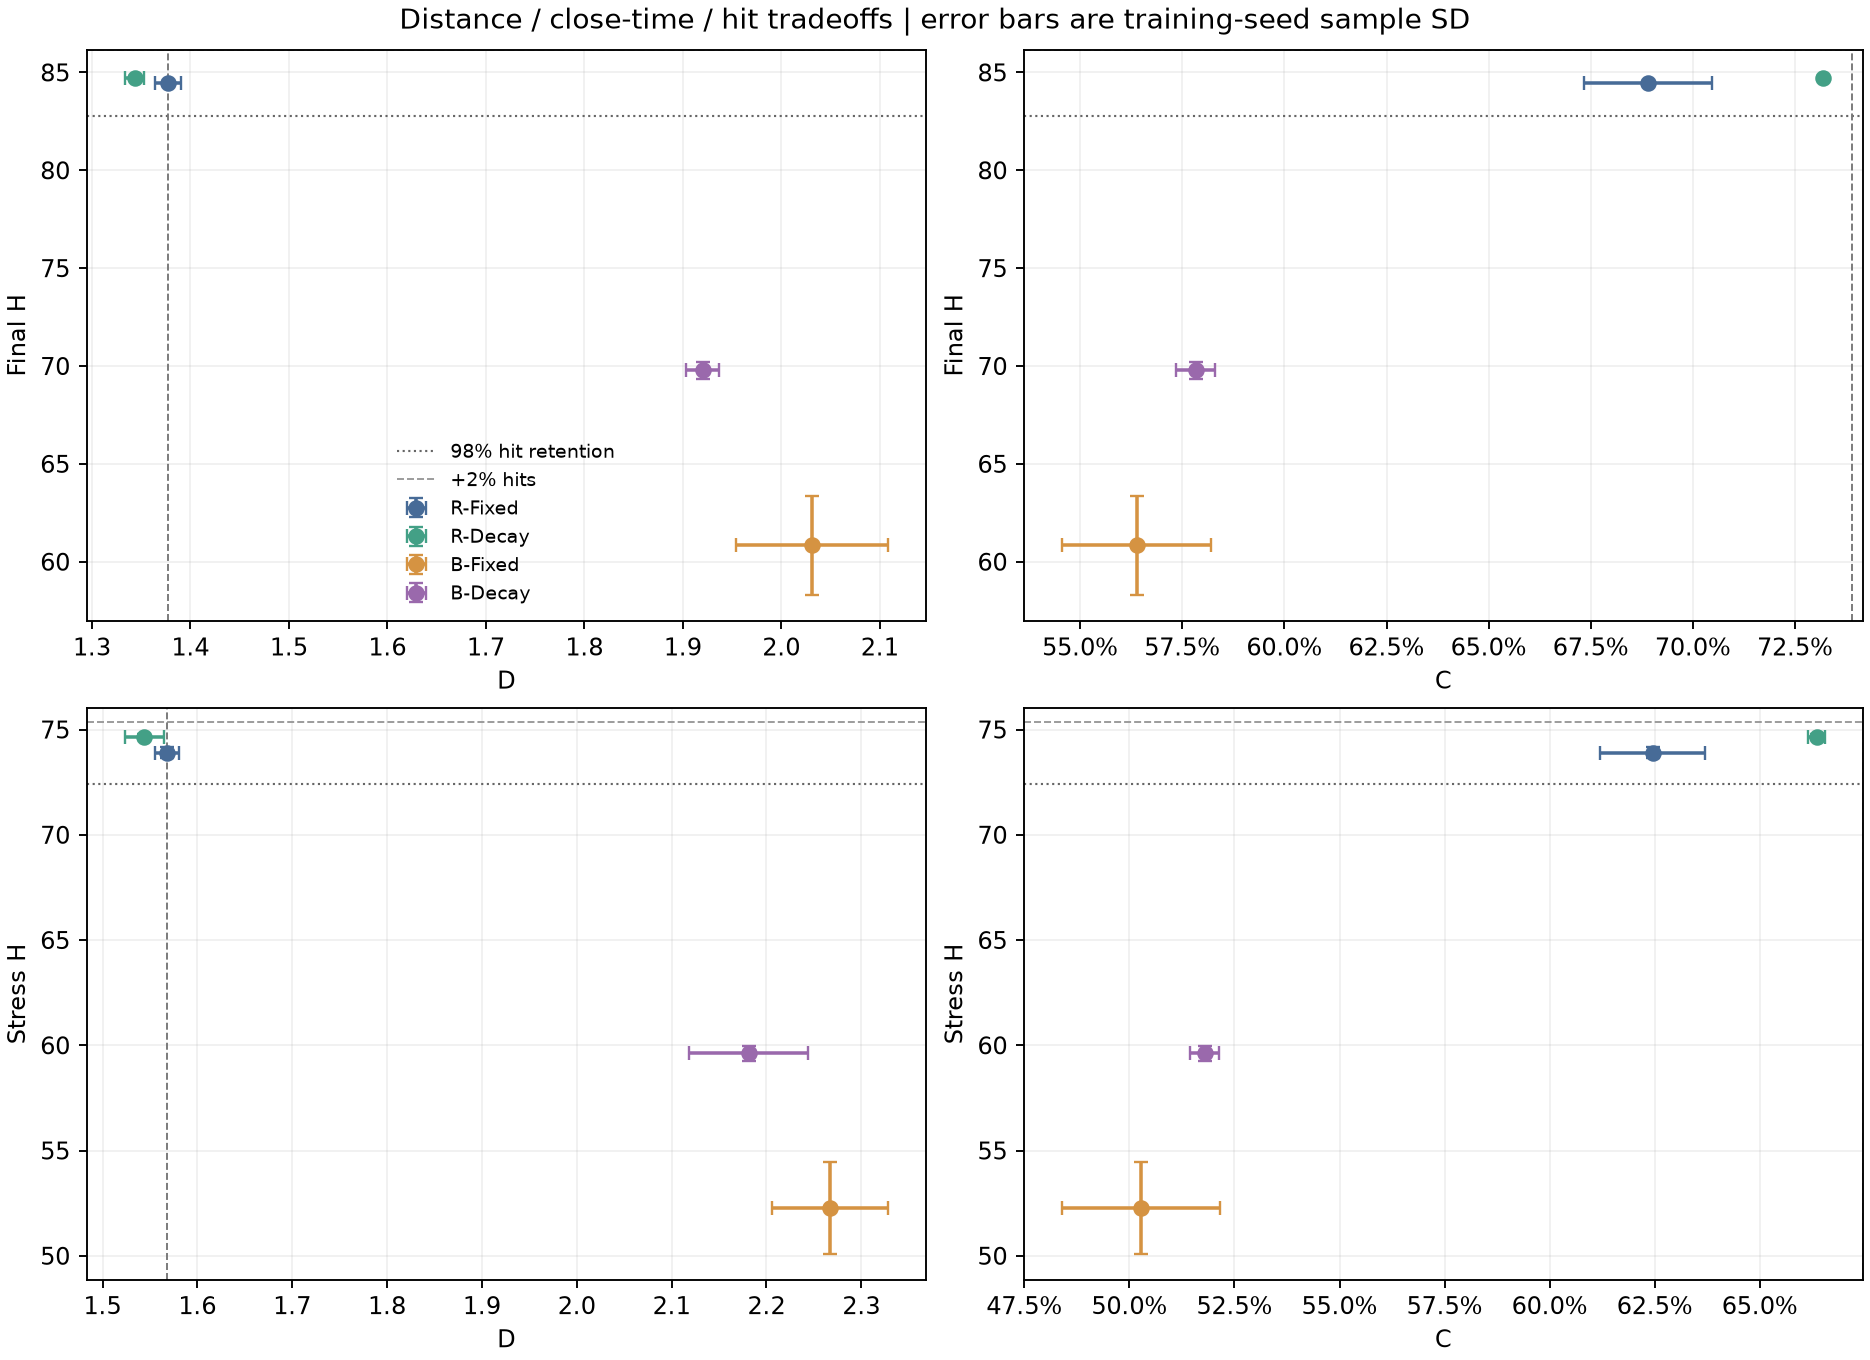 Distance / close-time / hit tradeoffs | error bars are training-seed sample SD
Final H
85
80
75
70
65
60
98% hit retention
+2% hits
R-Fixed
R-Decay
B-Fixed
B-Decay
1.3 1.4 1.5 1.6 1.7 1.8 1.9 2.0 2.1
D
Final H
85
80
75
70
65
60
55.0% 57.5% 60.0% 62.5% 65.0% 67.5% 70.0% 72.5%
C
Stress H
75
70
65
60
55
50
1.5 1.6 1.7 1.8 1.9 2.0 2.1 2.2 2.3
D
Stress H
75
70
65
60
55
50
47.5% 50.0% 52.5% 55.0% 57.5% 60.0% 62.5% 65.0%
C